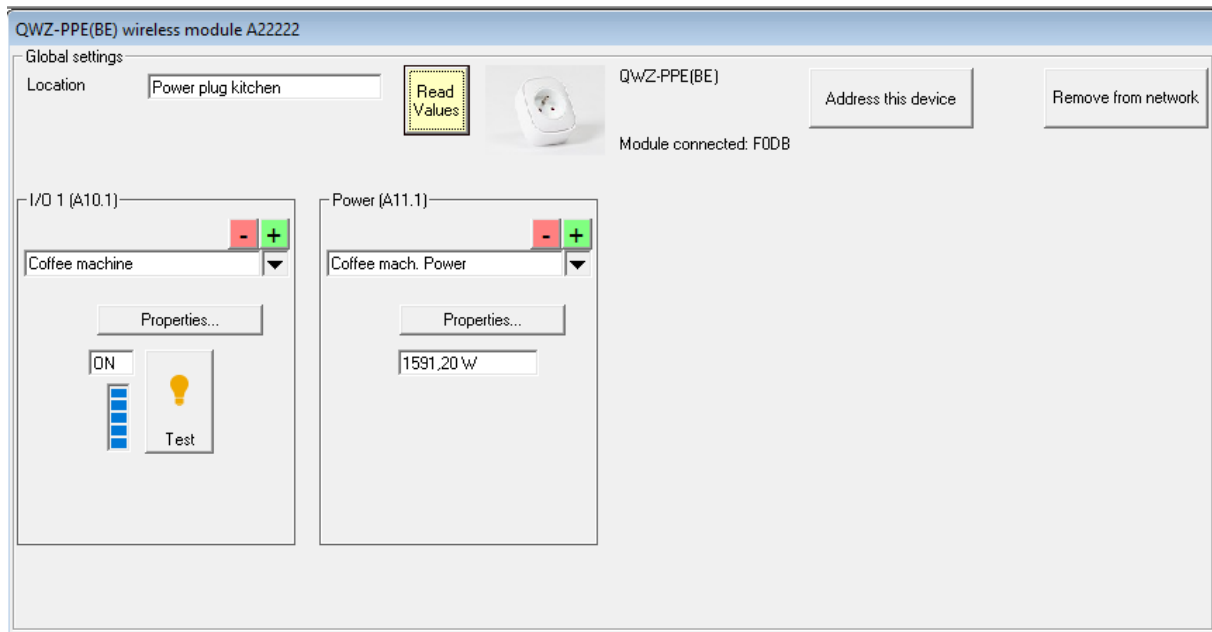 QWZ-PPE(BE) wireless module A22222
Global settings
Location
Power plug kitchen
Read
Values
QWZ-PPE(BE)
Module connected: F0DB
Address this device
Remove from network
I/O 1 (A10.1)
- +
Coffee machine
Properties...
ON
Test
Power (A11.1)
- +
Coffee mach. Power
Properties...
1591,20 W